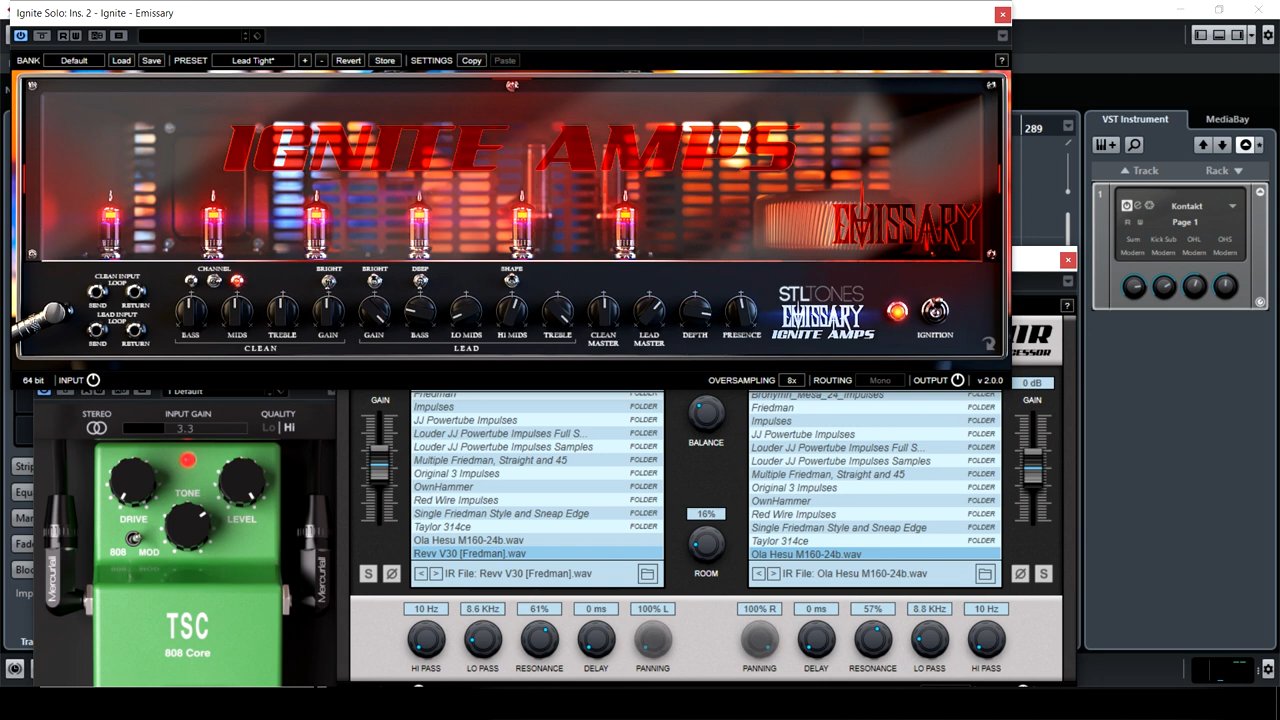 Ignite Solo: Ins. 2 - Ignite - Emissary
R W
BANK Default Load Save PRESET Lead Tight* + - Revert Store SETTINGS Copy Paste ?
IGNITE AMPS
EMISSARY
CLEAN INPUT LOOP
SEND RETURN
LEAD INPUT LOOP
SEND RETURN
CHANNEL BRIGHT BRIGHT DEEP SHAPE
BASS MIDS TREBLE GAIN GAIN BASS LO MIDS HI MIDS TREBLE CLEAN MASTER LEAD MASTER DEPTH PRESENCE
CLEAN LEAD
STLTONES
EMISSARY
IGNITE AMPS
IGNITION
64 bit INPUT OVERSAMPLING 8x ROUTING Mono OUTPUT v 2.0.0
289
VST Instrument MediaBay
Track Rack
1 Kontakt
R W Page 1
Sum Kick Sub OHL OHS
Modern Modern Modern Modern
?
0 dB
GAIN
1 Default
STEREO INPUT GAIN QUALITY
3.3 Lo Hi
TONE
DRIVE LEVEL
808 MOD
Mercuriall
Mercuriall
TSC
808 Core
GAIN
Friedman FOLDER
Impulses FOLDER
JJ Powertube Impulses FOLDER
Louder JJ Powertube Impulses Full S... FOLDER
Louder JJ Powertube Impulses Samples FOLDER
Multiple Friedman, Straight and 45 FOLDER
Original 3 Impulses FOLDER
OwnHammer FOLDER
Red Wire Impulses FOLDER
Single Friedman Style and Sneap Edge FOLDER
Taylor 314ce FOLDER
Ola Hesu M160-24b.wav
Revv V30 [Fredman].wav
S Ø < > IR File: Revv V30 [Fredman].wav
BALANCE
16%
ROOM
FOLDER
Friedman FOLDER
Impulses FOLDER
JJ Powertube Impulses FOLDER
Louder JJ Powertube Impulses Full S... FOLDER
Louder JJ Powertube Impulses Samples FOLDER
Multiple Friedman, Straight and 45 FOLDER
Original 3 Impulses FOLDER
OwnHammer FOLDER
Red Wire Impulses FOLDER
Single Friedman Style and Sneap Edge FOLDER
Taylor 314ce FOLDER
Ola Hesu M160-24b.wav
< > IR File: Ola Hesu M160-24b.wav Ø S
10 Hz 8.6 KHz 61% 0 ms 100% L 100% R 0 ms 57% 8.8 KHz 10 Hz
HI PASS LO PASS RESONANCE DELAY PANNING PANNING DELAY RESONANCE LO PASS HI PASS